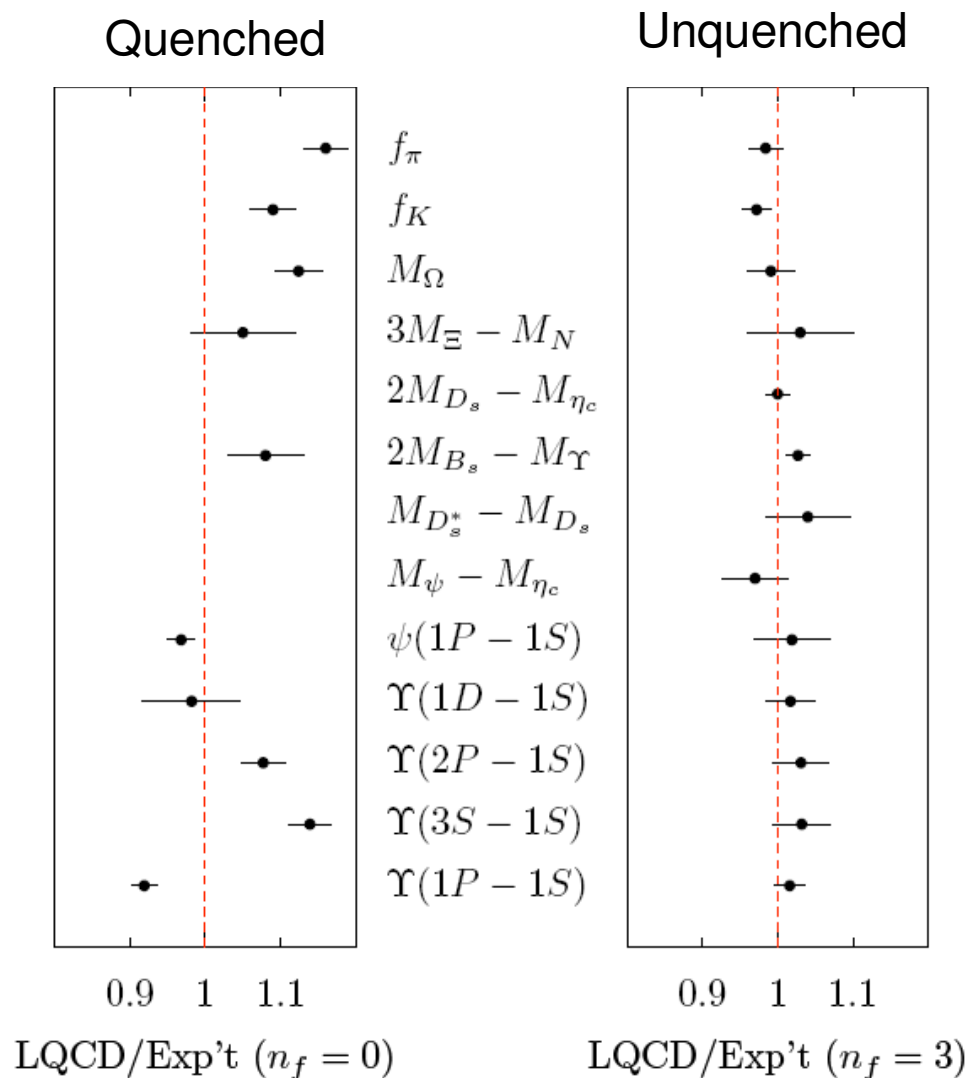 Quenched
Unquenched
f_π
f_K
M_Ω
3M_Ξ − M_N
2M_{D_s} − M_{η_c}
2M_{B_s} − M_Υ
M_{D_s^*} − M_{D_s}
M_ψ − M_{η_c}
ψ(1P − 1S)
Υ(1D − 1S)
Υ(2P − 1S)
Υ(3S − 1S)
Υ(1P − 1S)
0.9 1 1.1
0.9 1 1.1
LQCD/Exp't (n_f = 0)
LQCD/Exp't (n_f = 3)